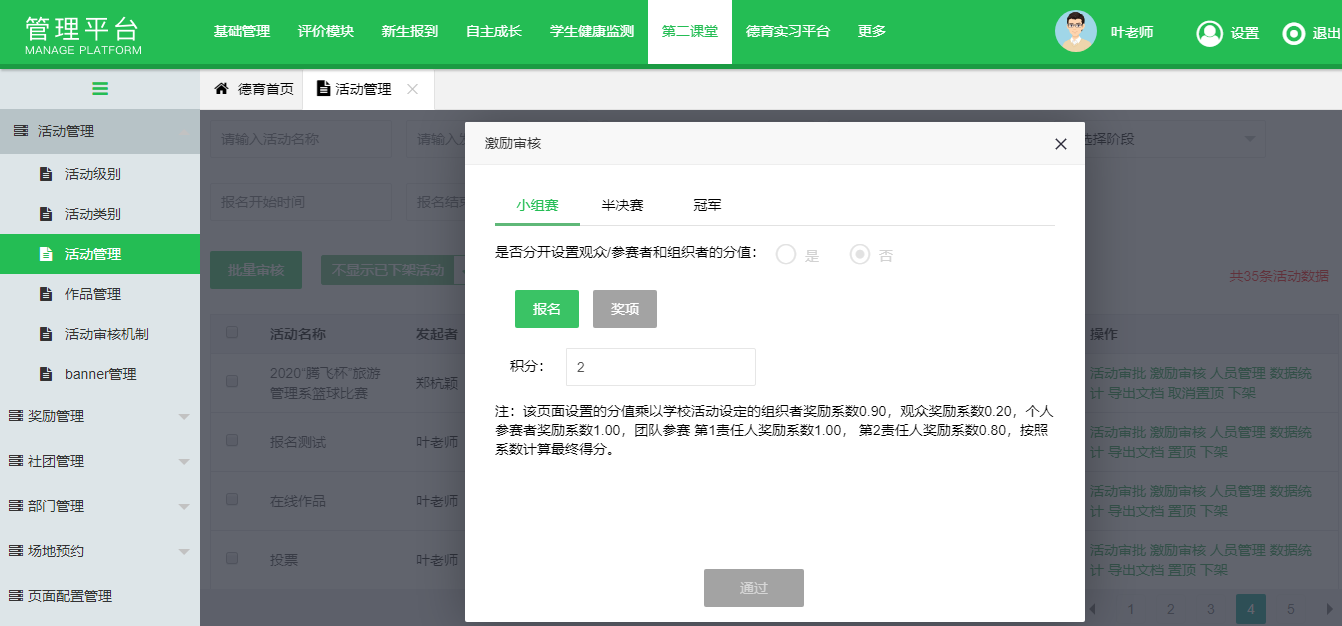 管理平台
MANAGE PLATFORM
基础管理 评价模块 新生报到 自主成长 学生健康监测 第二课堂 德育实习平台 更多
叶老师 设置 退出
德育首页 活动管理
活动管理
活动级别
活动类别
活动管理
作品管理
活动审核机制
banner管理
奖励管理
社团管理
部门管理
场地预约
页面配置管理
请输入活动名称 请输入 选择阶段
报名开始时间 报名结
批量审核 不显示已下架活动
共35条活动数据
活动名称 发起者 操作
2020“腾飞杯”旅游
管理系篮球比赛
郑杭颖
活动审批 激励审核 人员管理 数据统
计 导出文档 取消置顶 下架
报名测试 叶老师
活动审批 激励审核 人员管理 数据统
计 导出文档 置顶 下架
在线作品 叶老师
活动审批 激励审核 人员管理 数据统
计 导出文档 置顶 下架
投票 叶老师
活动审批 激励审核 人员管理 数据统
计 导出文档 置顶 下架
1 2 3 4 5
激励审核
小组赛 半决赛 冠军
是否分开设置观众/参赛者和组织者的分值： 是 否
报名 奖项
积分： 2
注：该页面设置的分值乘以学校活动设定的组织者奖励系数0.90，观众奖励系数0.20，个人
参赛者奖励系数1.00，团队参赛 第1责任人奖励系数1.00， 第2责任人奖励系数0.80，按照
系数计算最终得分。
通过